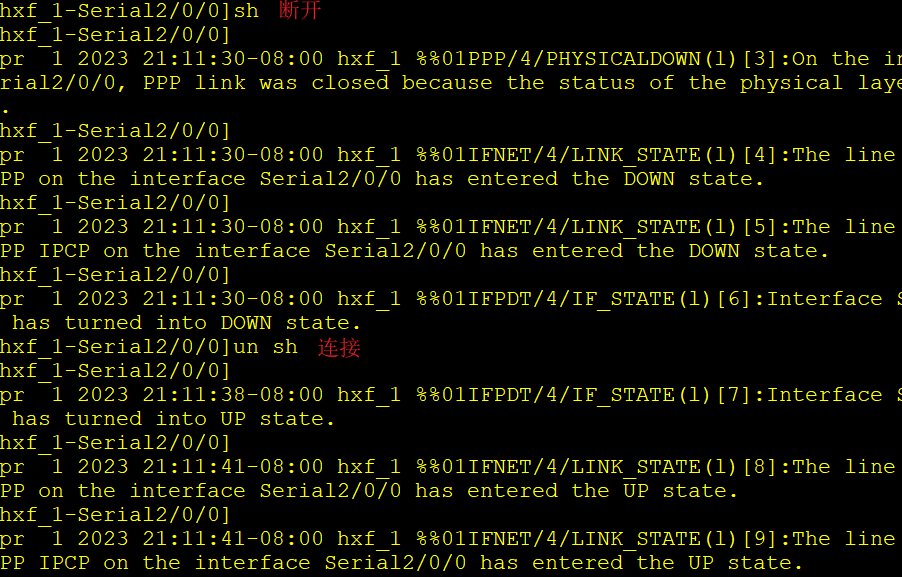 hxf_1-Serial2/0/0]sh 断开
hxf_1-Serial2/0/0]
pr  1 2023 21:11:30-08:00 hxf_1 %%01PPP/4/PHYSICALDOWN(l)[3]:On the in
rial2/0/0, PPP link was closed because the status of the physical laye
.
hxf_1-Serial2/0/0]
pr  1 2023 21:11:30-08:00 hxf_1 %%01IFNET/4/LINK_STATE(l)[4]:The line
PP on the interface Serial2/0/0 has entered the DOWN state.
hxf_1-Serial2/0/0]
pr  1 2023 21:11:30-08:00 hxf_1 %%01IFNET/4/LINK_STATE(l)[5]:The line
PP IPCP on the interface Serial2/0/0 has entered the DOWN state.
hxf_1-Serial2/0/0]
pr  1 2023 21:11:30-08:00 hxf_1 %%01IFPDT/4/IF_STATE(l)[6]:Interface S
has turned into DOWN state.
hxf_1-Serial2/0/0]un sh 连接
hxf_1-Serial2/0/0]
pr  1 2023 21:11:38-08:00 hxf_1 %%01IFPDT/4/IF_STATE(l)[7]:Interface S
has turned into UP state.
hxf_1-Serial2/0/0]
pr  1 2023 21:11:41-08:00 hxf_1 %%01IFNET/4/LINK_STATE(l)[8]:The line
PP on the interface Serial2/0/0 has entered the UP state.
hxf_1-Serial2/0/0]
pr  1 2023 21:11:41-08:00 hxf_1 %%01IFNET/4/LINK_STATE(l)[9]:The line
PP IPCP on the interface Serial2/0/0 has entered the UP state.